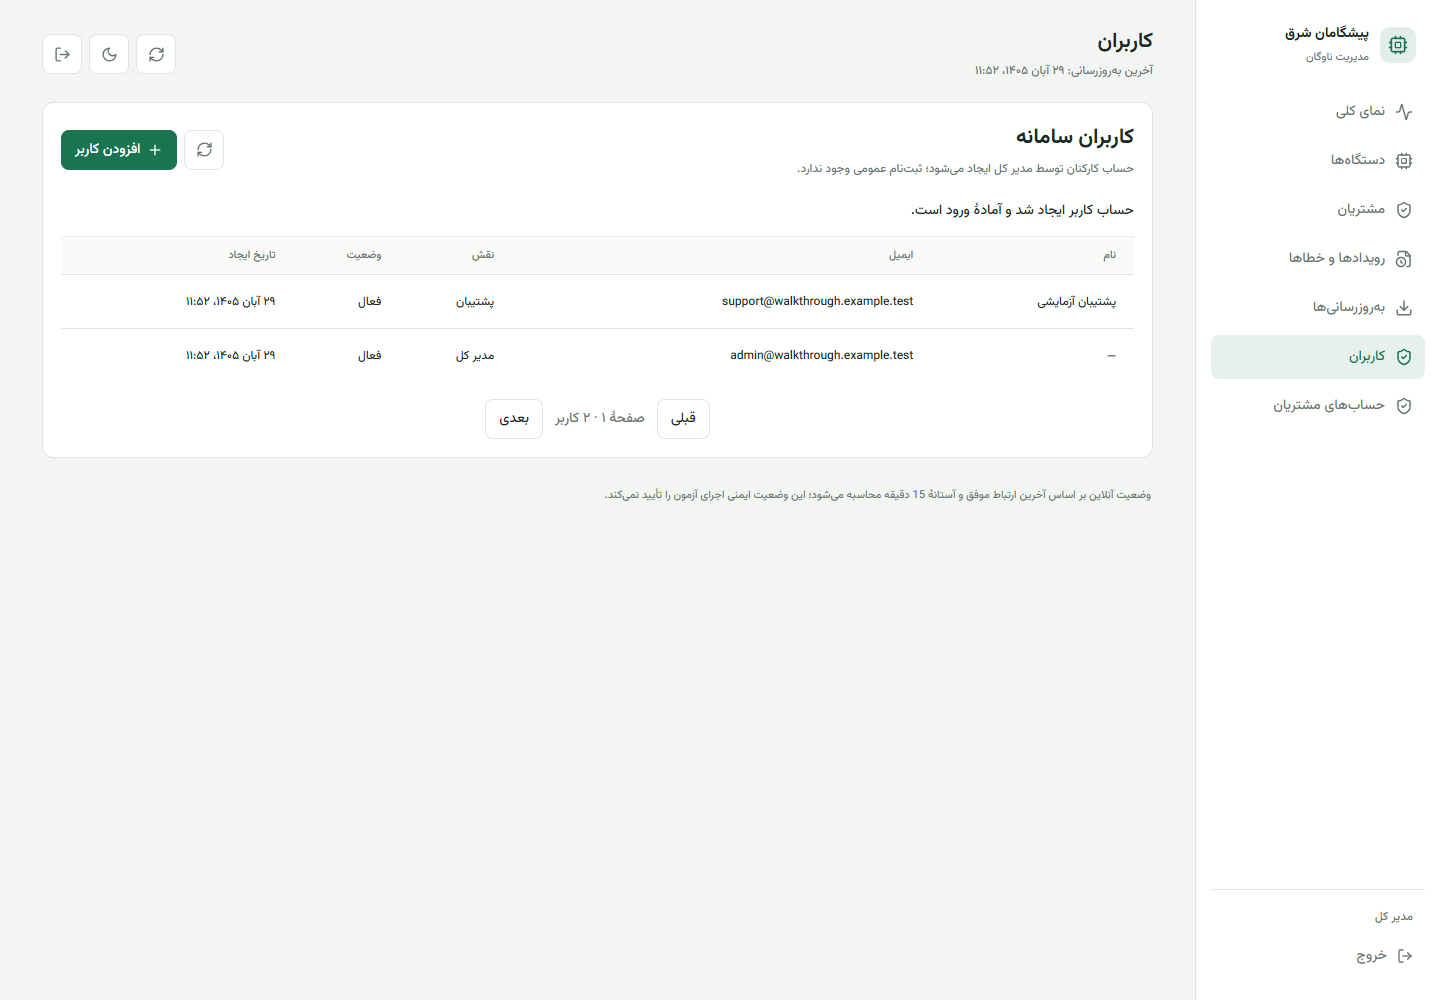 پیشگامان شرق
مدیریت ناوگان
نمای کلی
دستگاه‌ها
مشتریان
رویدادها و خطاها
به‌روزرسانی‌ها
کاربران
حساب‌های مشتریان
مدیر کل
خروج
کاربران
آخرین به‌روزرسانی: ۲۹ آبان ۱۴۰۵، ۱۱:۵۲
کاربران سامانه
حساب کارکنان توسط مدیر کل ایجاد می‌شود؛ ثبت‌نام عمومی وجود ندارد.
افزودن کاربر
حساب کاربر ایجاد شد و آمادهٔ ورود است.
نام ایمیل نقش وضعیت تاریخ ایجاد
پشتیبان آزمایشی support@walkthrough.example.test پشتیبان فعال ۲۹ آبان ۱۴۰۵، ۱۱:۵۲
— admin@walkthrough.example.test مدیر کل فعال ۲۹ آبان ۱۴۰۵، ۱۱:۵۲
قبلی صفحهٔ ۱ · ۲ کاربر بعدی
وضعیت آنلاین بر اساس آخرین ارتباط موفق و آستانهٔ 15 دقیقه محاسبه می‌شود؛ این وضعیت ایمنی اجرای آزمون را تأیید نمی‌کند.